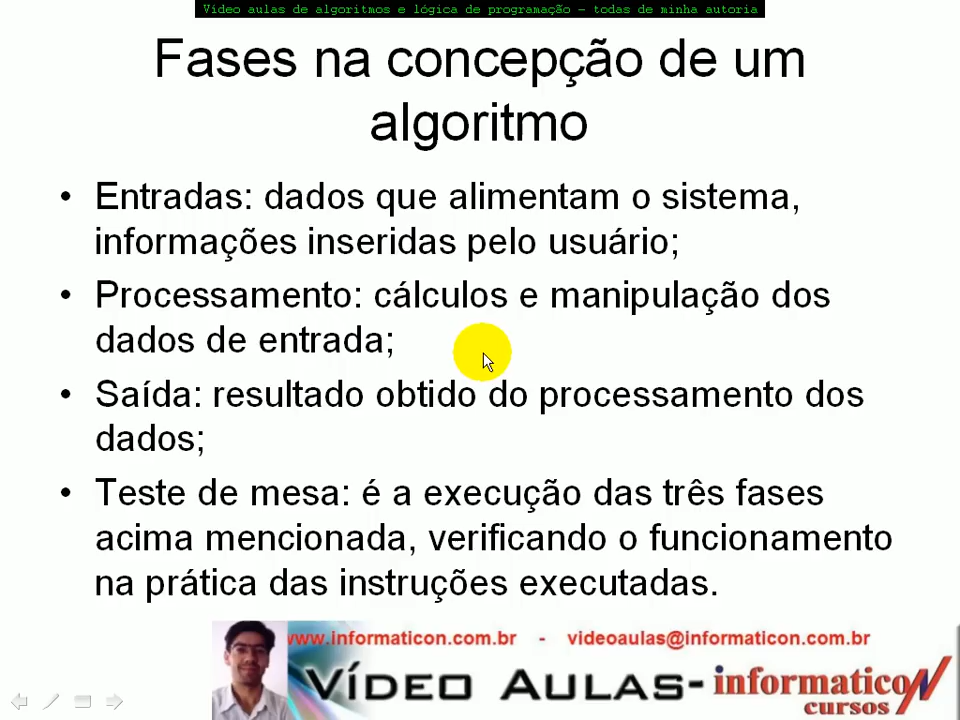 Vídeo aulas de algoritmos e lógica de programação - todas de minha autoria
Fases na concepção de um
algoritmo
• Entradas: dados que alimentam o sistema,
informações inseridas pelo usuário;
• Processamento: cálculos e manipulação dos
dados de entrada;
• Saída: resultado obtido do processamento dos
dados;
• Teste de mesa: é a execução das três fases
acima mencionada, verificando o funcionamento
na prática das instruções executadas.
www.informaticon.com.br - videoaulas@informaticon.com.br
VÍDEO AULAS- informaticoN
cursos